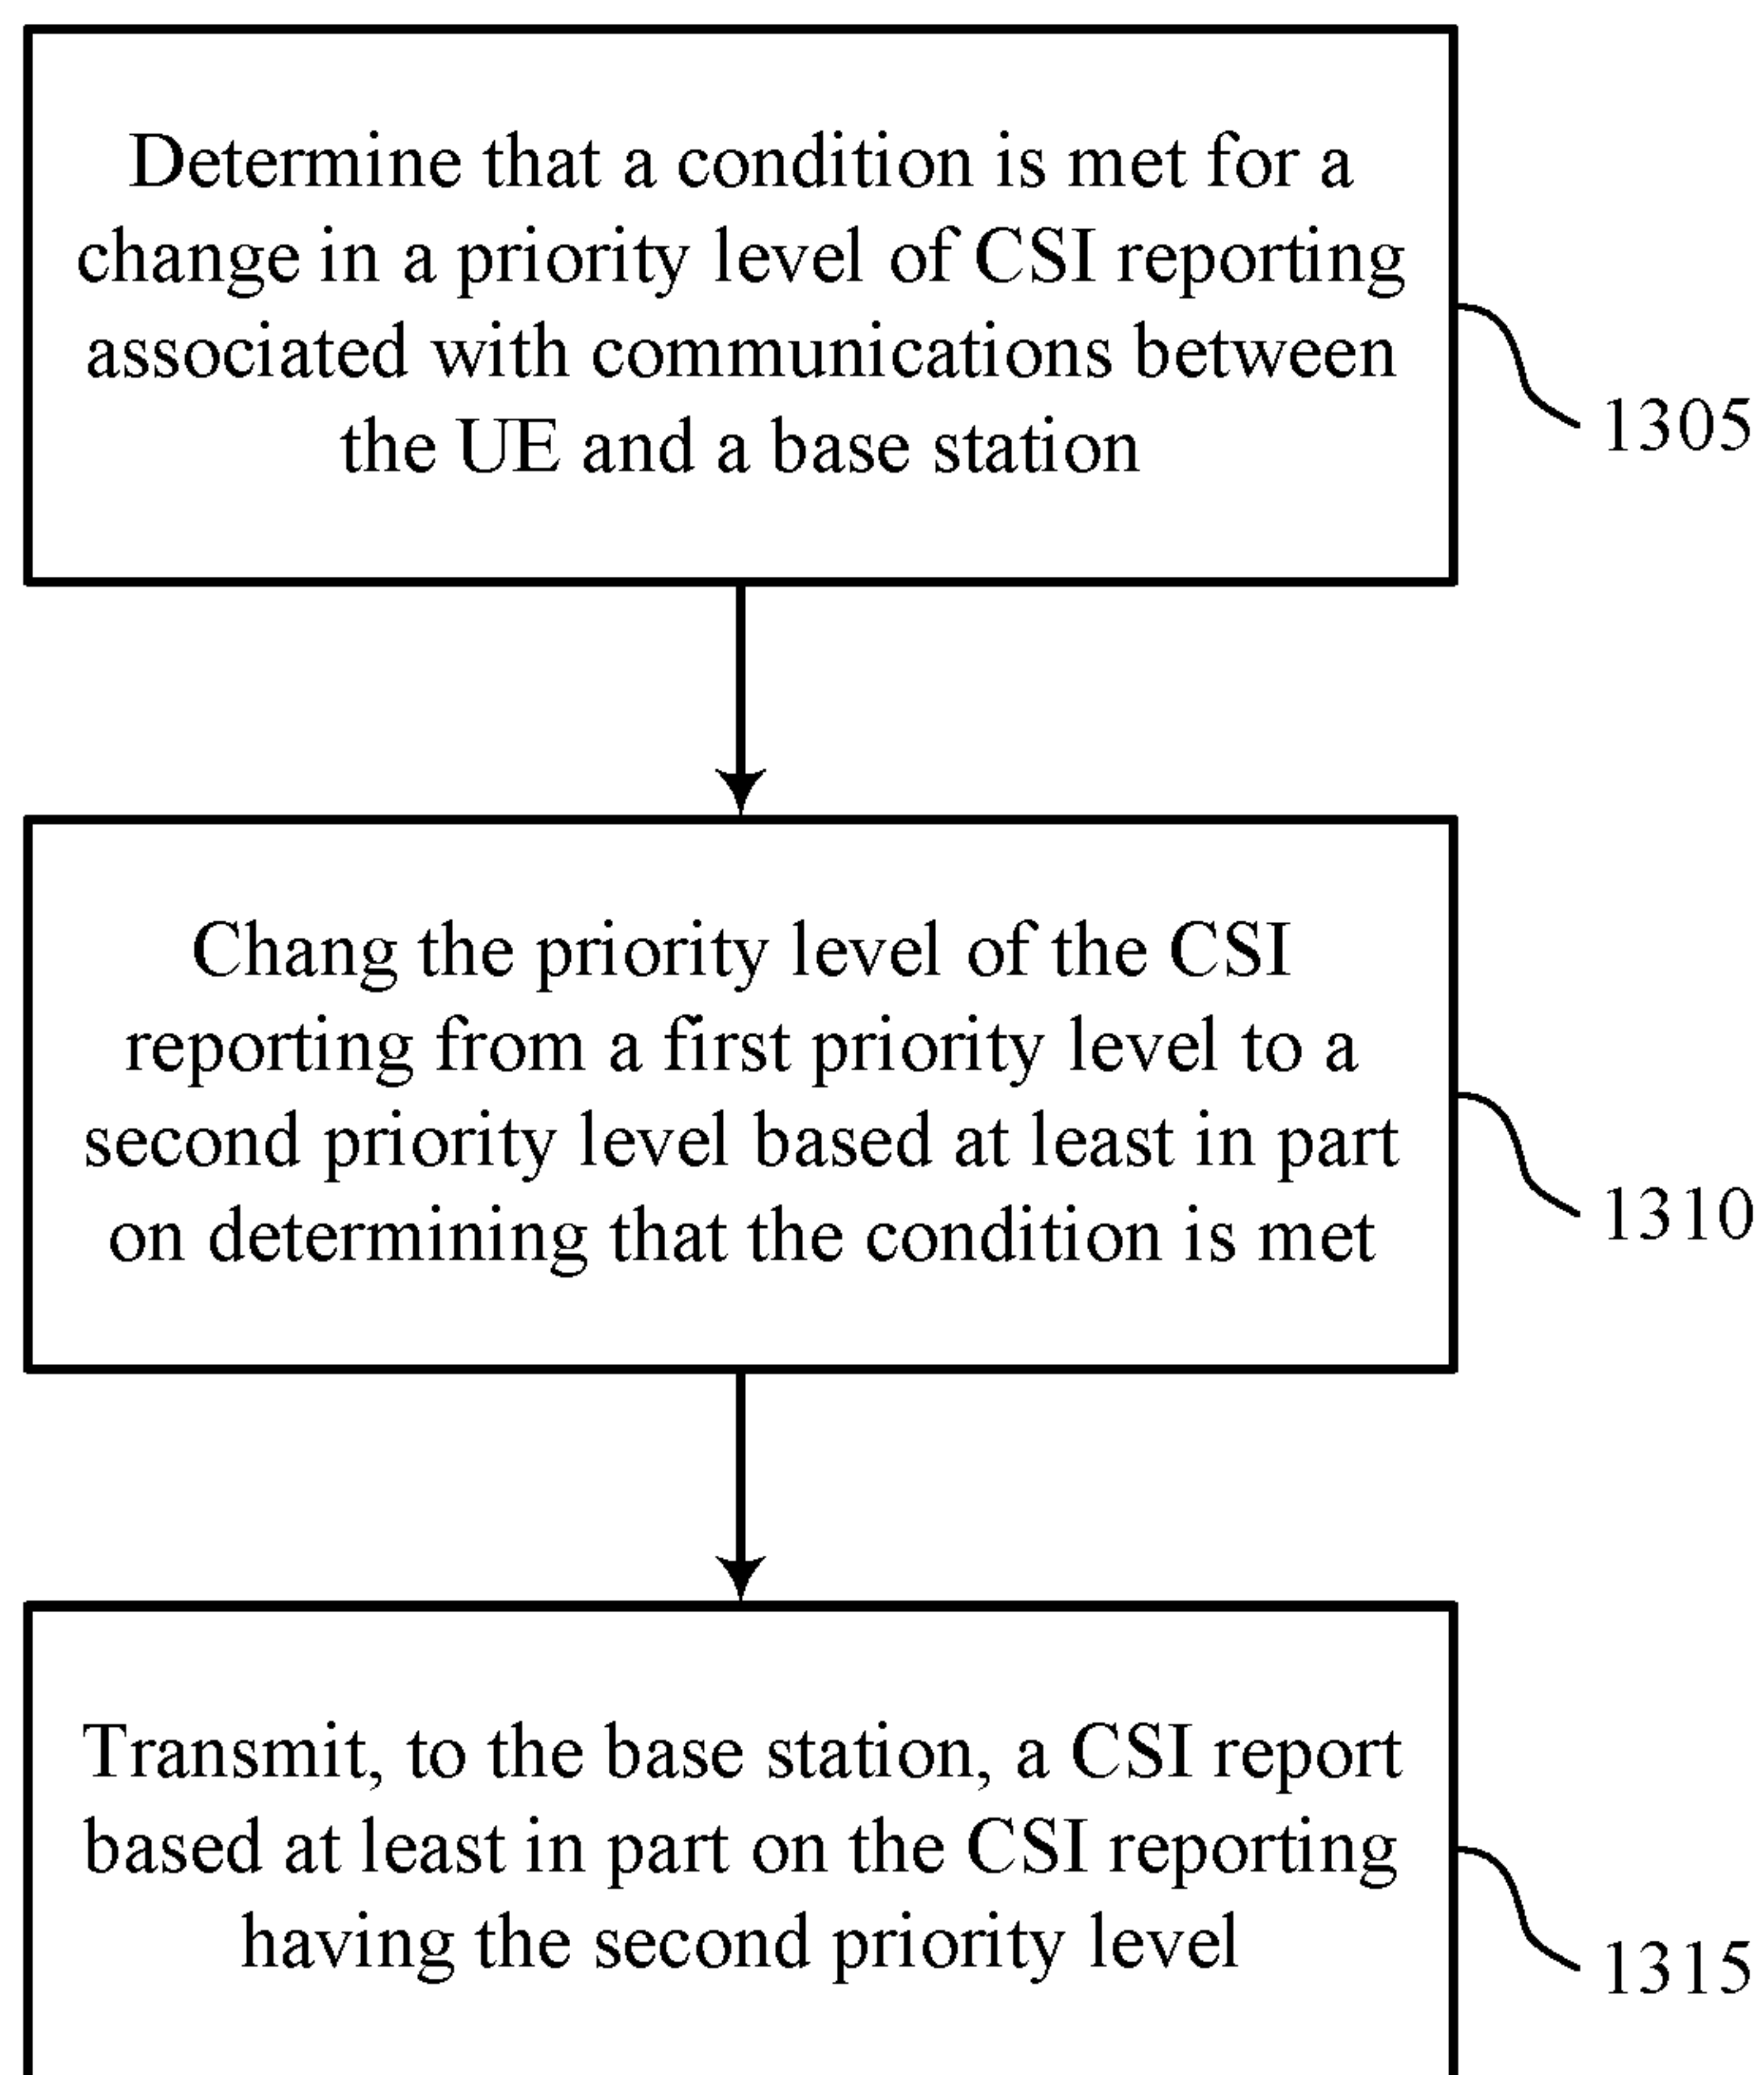 Determine that a condition is met for a
change in a priority level of CSI reporting
associated with communications between
the UE and a base station
1305
Chang the priority level of the CSI
reporting from a first priority level to a
second priority level based at least in part
on determining that the condition is met
1310
Transmit, to the base station, a CSI report
based at least in part on the CSI reporting
having the second priority level
1315